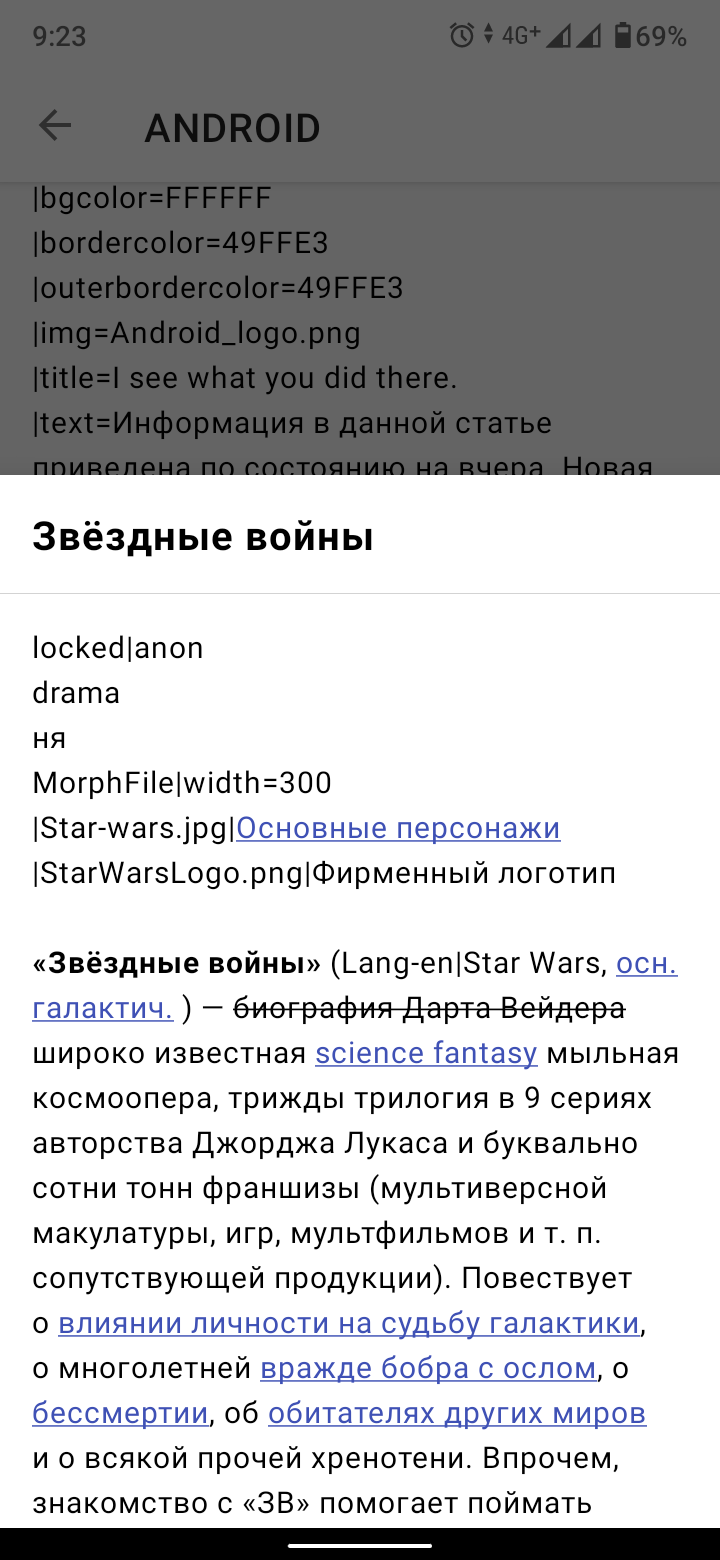 9:23 4G+ 69%
ANDROID
|bgcolor=FFFFFF
|bordercolor=49FFE3
|outerbordercolor=49FFE3
|img=Android_logo.png
|title=I see what you did there.
|text=Информация в данной статье
приведена по состоянию на вчера. Новая
Звёздные войны
locked|anon
drama
ня
MorphFile|width=300
|Star-wars.jpg|Основные персонажи
|StarWarsLogo.png|Фирменный логотип
«Звёздные войны» (Lang-en|Star Wars, осн.
галактич. ) — биография Дарта Вейдера
широко известная science fantasy мыльная
космоопера, трижды трилогия в 9 сериях
авторства Джорджа Лукаса и буквально
сотни тонн франшизы (мультиверсной
макулатуры, игр, мультфильмов и т. п.
сопутствующей продукции). Повествует
о влиянии личности на судьбу галактики,
о многолетней вражде бобра с ослом, о
бессмертии, об обитателях других миров
и о всякой прочей хренотени. Впрочем,
знакомство с «ЗВ» помогает поймать